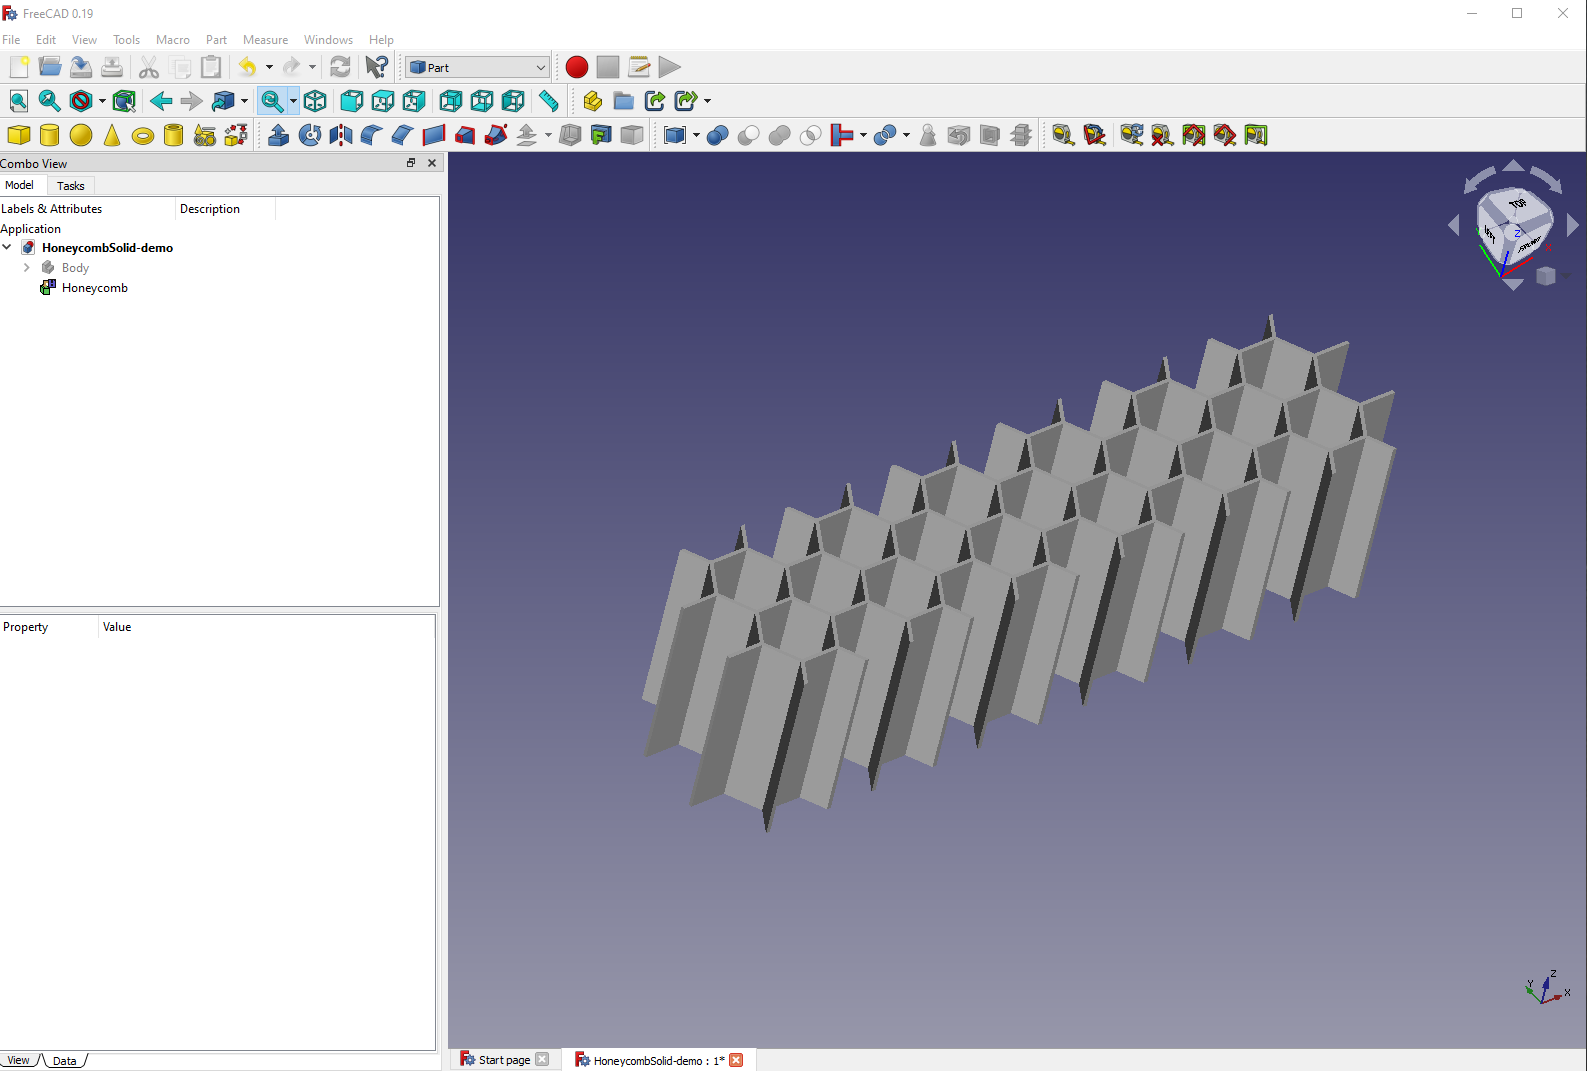 FreeCAD 0.19
File Edit View Tools Macro Part Measure Windows Help
Part
Combo View
Model Tasks
Labels & Attributes Description
Application
HoneycombSolid-demo
Body
Honeycomb
Property Value
View Data
Start page HoneycombSolid-demo : 1*
TOP
Z
X
Y
Z
X